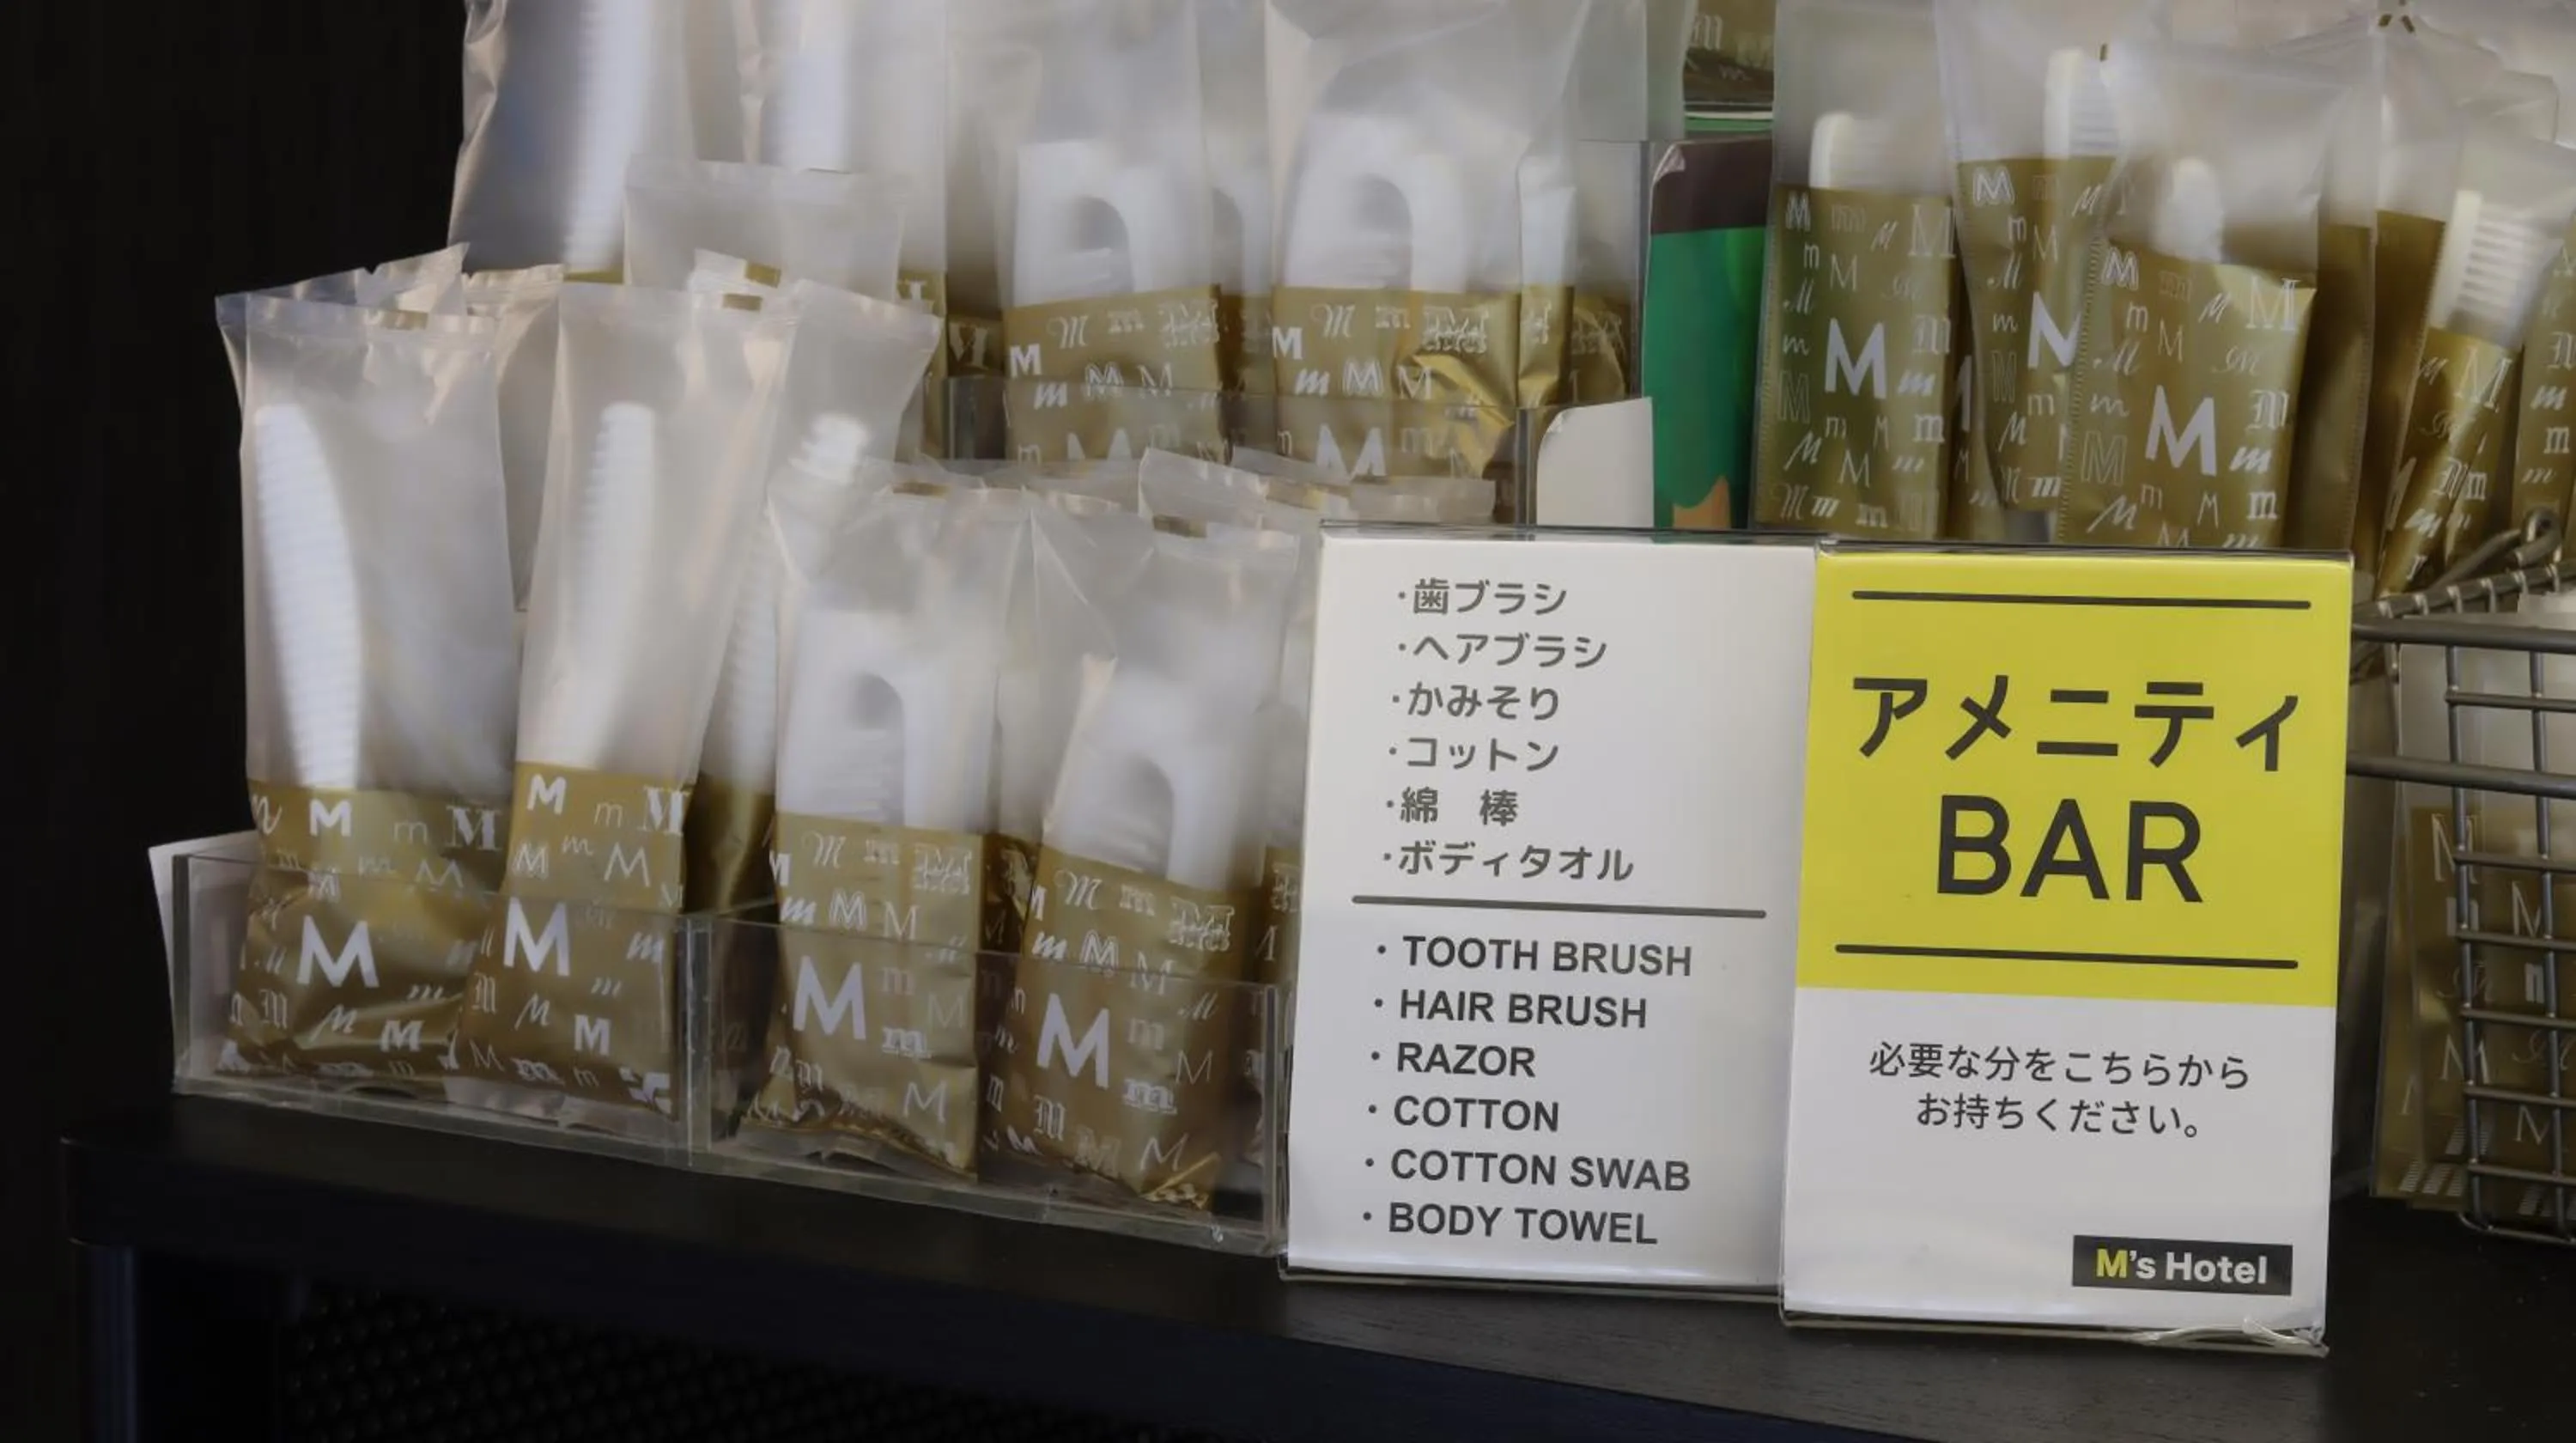 ・歯ブラシ
・ヘアブラシ
・かみそり
・コットン
・綿　棒
・ボディタオル
・TOOTH BRUSH
・HAIR BRUSH
・RAZOR
・COTTON
・COTTON SWAB
・BODY TOWEL
アメニティ
BAR
必要な分をこちらから
お持ちください。
M's Hotel